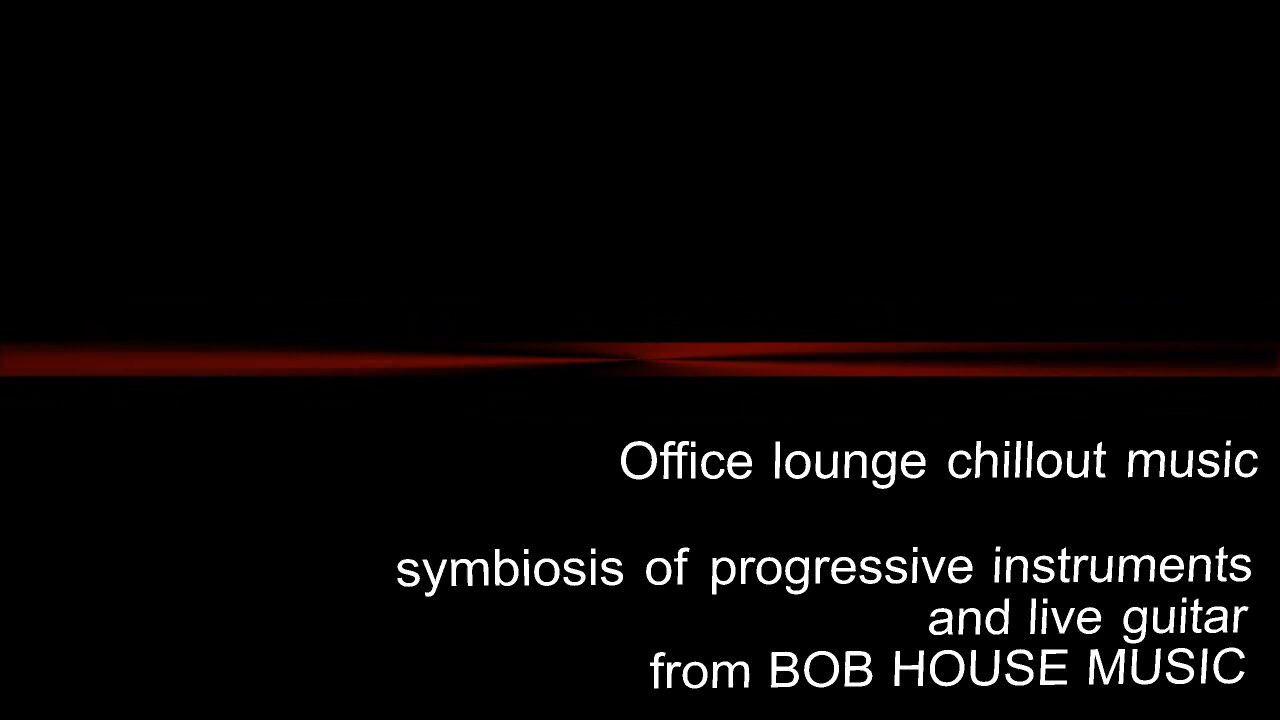 Office lounge chillout music
symbiosis of progressive instruments
and live guitar
from BOB HOUSE MUSIC